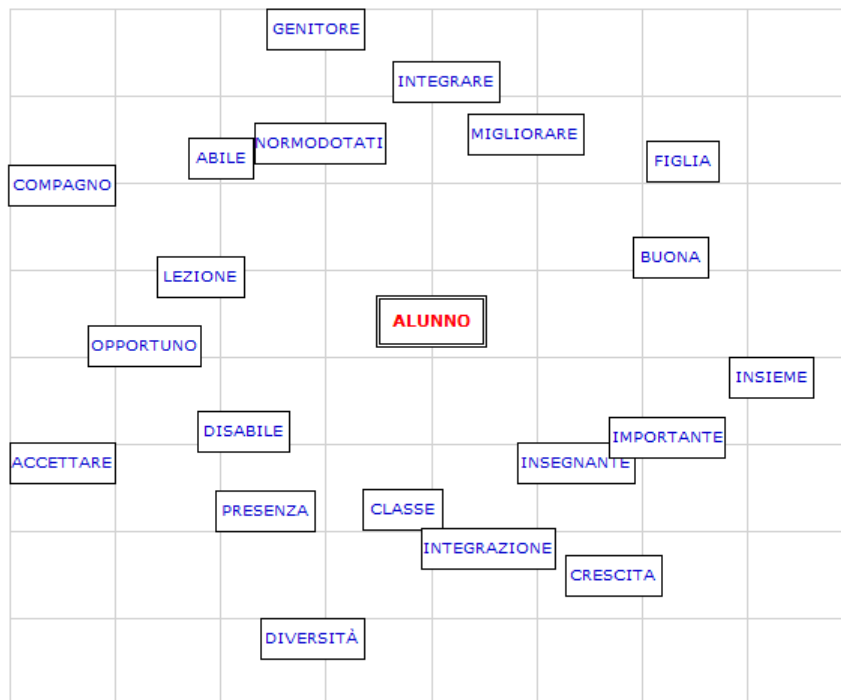 GENITORE
INTEGRARE
MIGLIORARE
NORMODOTATI
ABILE
FIGLIA
COMPAGNO
BUONA
LEZIONE
ALUNNO
OPPORTUNO
INSIEME
DISABILE
IMPORTANTE
ACCETTARE
INSEGNANTE
PRESENZA
CLASSE
INTEGRAZIONE
CRESCITA
DIVERSITÀ